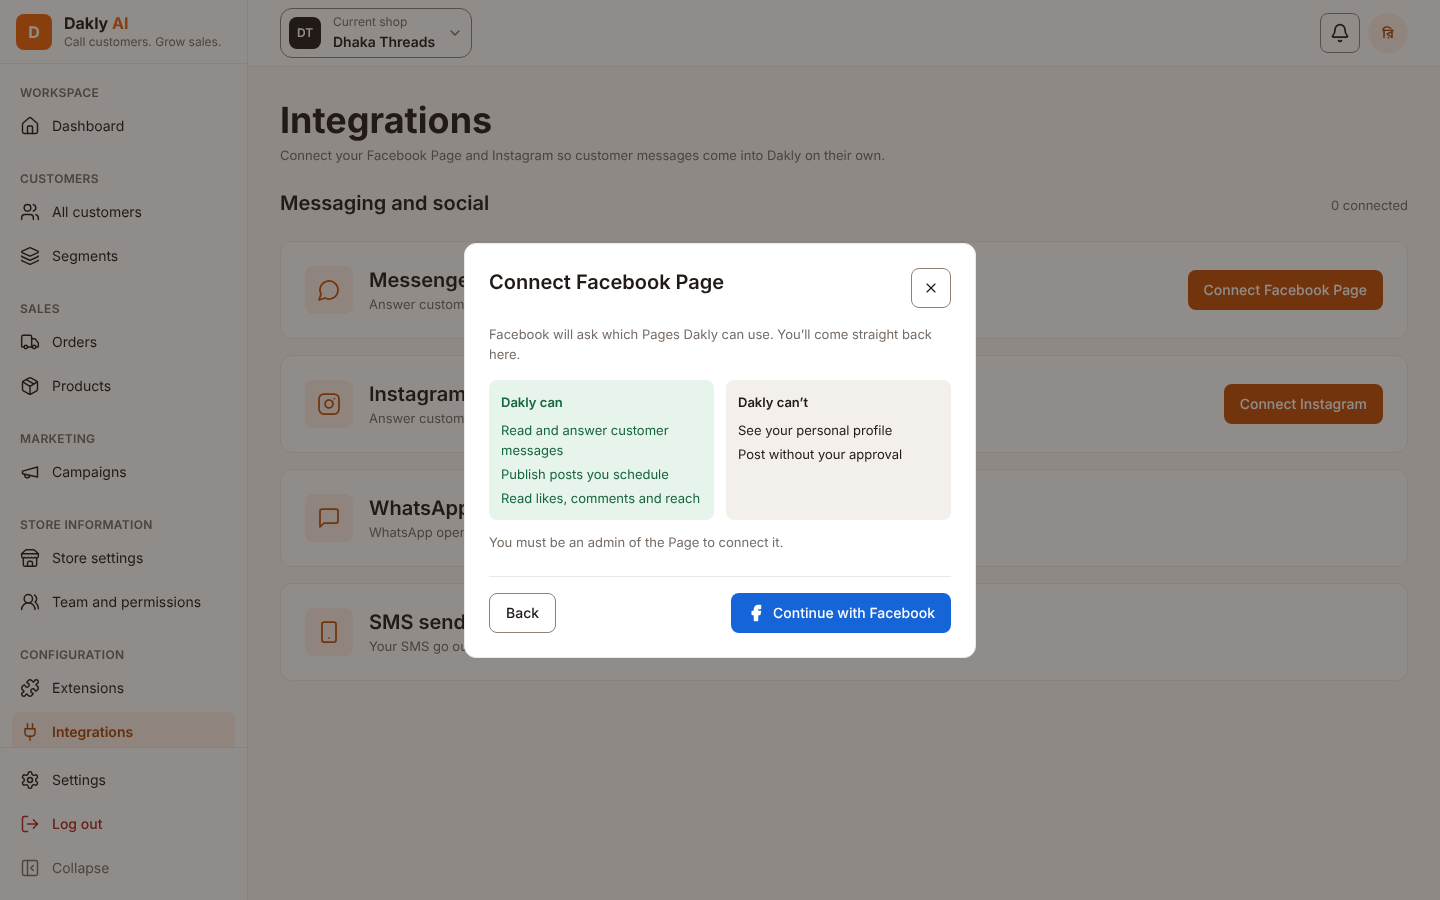 D
Dakly AI
Call customers. Grow sales.
WORKSPACE
Dashboard
CUSTOMERS
All customers
Segments
SALES
Orders
Products
MARKETING
Campaigns
STORE INFORMATION
Store settings
Team and permissions
CONFIGURATION
Extensions
Integrations
Settings
Log out
Collapse
DT
Current shop
Dhaka Threads
রি
Integrations
Connect your Facebook Page and Instagram so customer messages come into Dakly on their own.
Messaging and social
0 connected
Answer
Connect Facebook Page
Instagram
Answer
Connect Instagram
WhatsApp
WhatsApp
SMS
Your SMS go
Connect Facebook Page
Facebook will ask which Pages Dakly can use. You’ll come straight back
here.
Dakly can
Read and answer customer
messages
Publish posts you schedule
Read likes, comments and reach
Dakly can’t
See your personal profile
Post without your approval
You must be an admin of the Page to connect it.
Back
Continue with Facebook